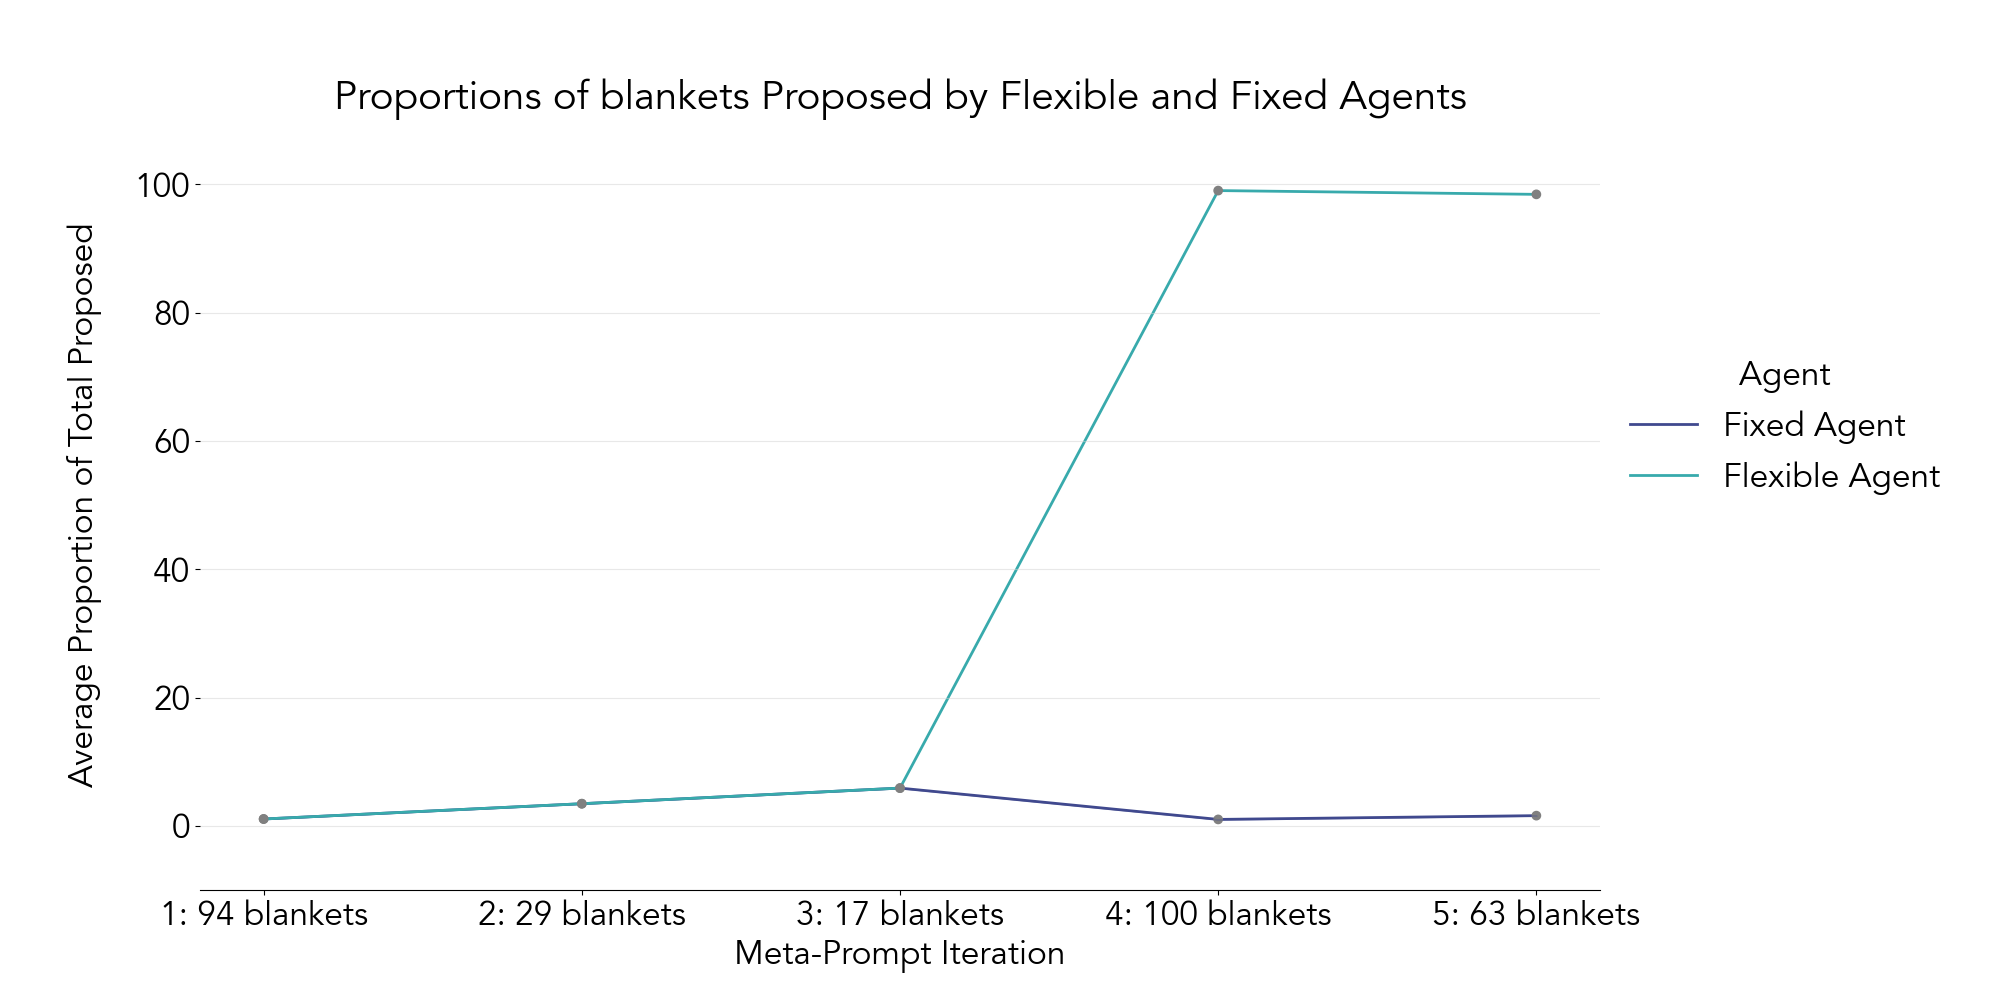 Proportions of blankets Proposed by Flexible and Fixed Agents
Average Proportion of Total Proposed
100
80
60
40
20
0
1: 94 blankets
2: 29 blankets
3: 17 blankets
4: 100 blankets
5: 63 blankets
Meta-Prompt Iteration
Agent
Fixed Agent
Flexible Agent